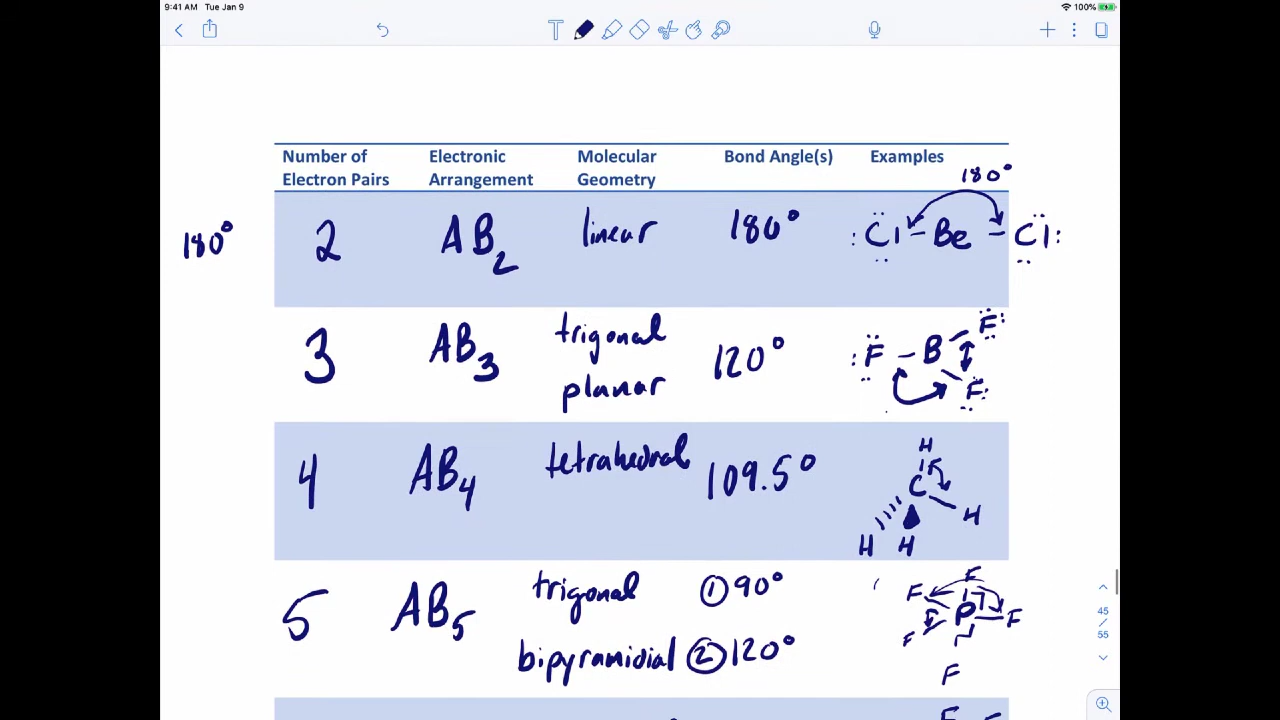 9:41 AM Tue Jan 9
100%
T
Number of Electron Pairs
Electronic Arrangement
Molecular Geometry
Bond Angle(s)
Examples
180°
180°
2
AB2
linear
180°
:Cl - Be - Cl:
3
AB3
trigonal
planar
120°
:F - B
F:
F:
4
AB4
tetrahedral
109.5°
H
C
H
H
H
5
AB5
trigonal
bipyramidial
① 90°
② 120°
F
F
P
F
F
F
F
45
/
55